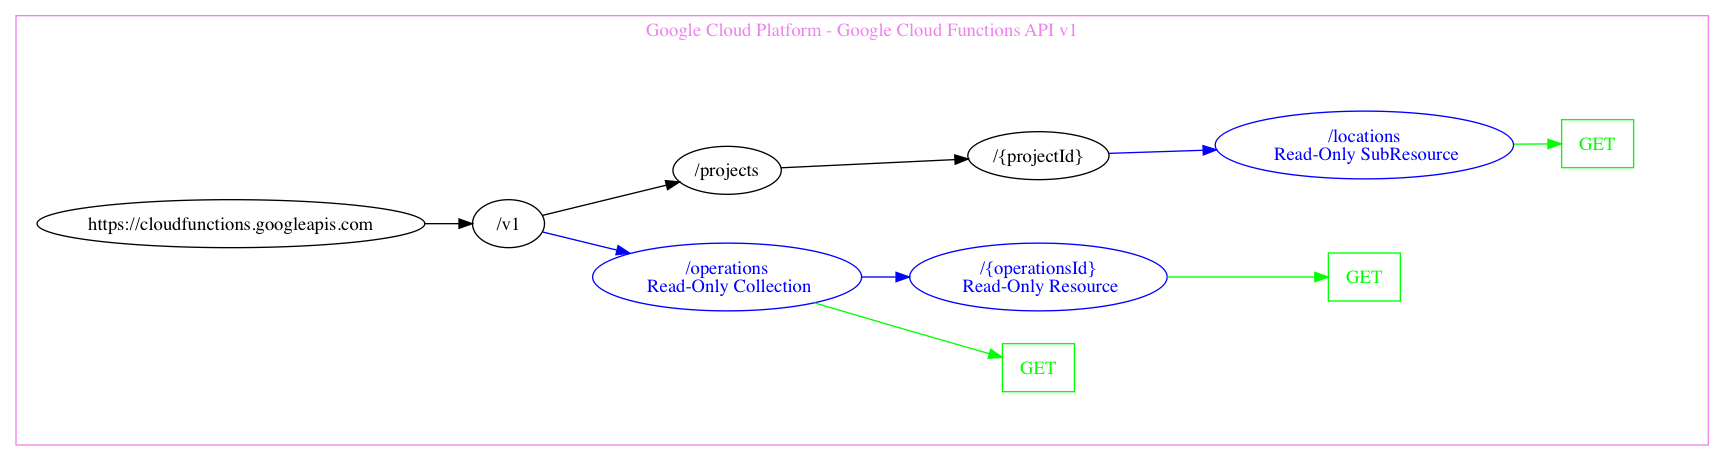 Google Cloud Platform - Google Cloud Functions API v1
https://cloudfunctions.googleapis.com
/v1
/projects
/{projectId}
/locations
Read-Only SubResource
GET
/operations
Read-Only Collection
/{operationsId}
Read-Only Resource
GET
GET